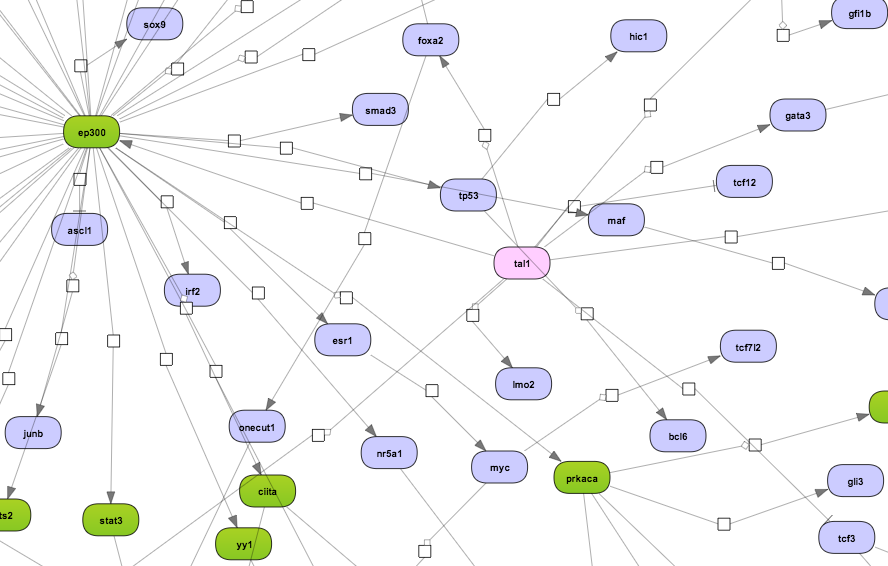 gfi1b
sox9
hic1
foxa2
smad3
gata3
ep300
tcf12
tp53
maf
ascl1
tal1
irf2
esr1
tcf7l2
lmo2
onecut1
junb
bcl6
nr5a1
myc
prkaca
gli3
ciita
ts2
stat3
tcf3
yy1